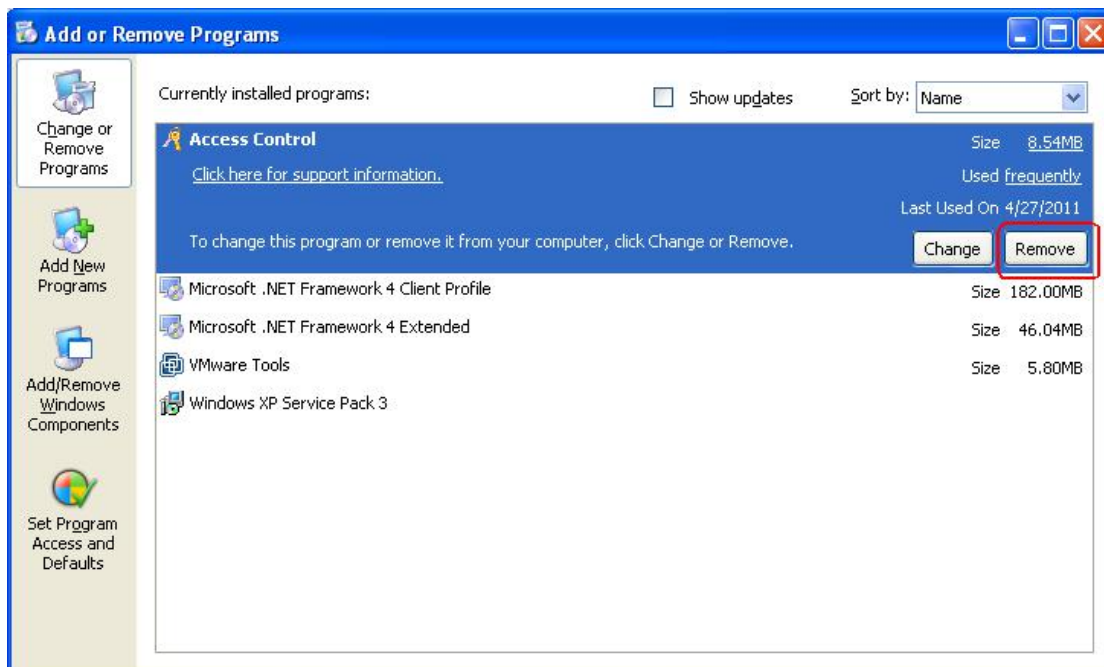 Add or Remove Programs
Change or
Remove
Programs
Add New
Programs
Add/Remove
Windows
Components
Set Program
Access and
Defaults
Currently installed programs:
Show updates
Sort by: Name
Access Control
Size 8.54MB
Click here for support information.
Used frequently
Last Used On 4/27/2011
To change this program or remove it from your computer, click Change or Remove.
Change Remove
Microsoft .NET Framework 4 Client Profile
Size 182.00MB
Microsoft .NET Framework 4 Extended
Size 46.04MB
VMware Tools
Size 5.80MB
Windows XP Service Pack 3